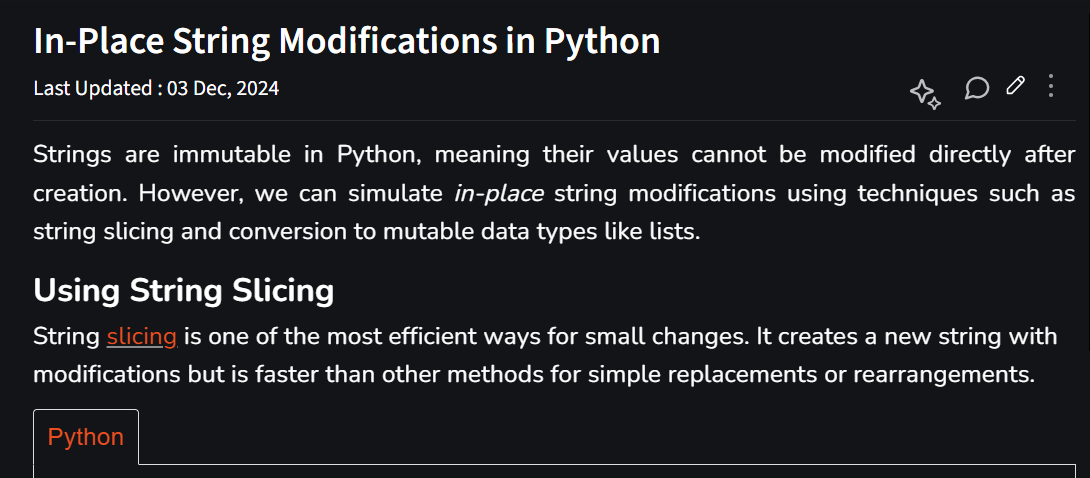 In-Place String Modifications in Python
Last Updated : 03 Dec, 2024
Strings are immutable in Python, meaning their values cannot be modified directly after
creation. However, we can simulate in-place string modifications using techniques such as
string slicing and conversion to mutable data types like lists.
Using String Slicing
String slicing is one of the most efficient ways for small changes. It creates a new string with
modifications but is faster than other methods for simple replacements or rearrangements.
Python